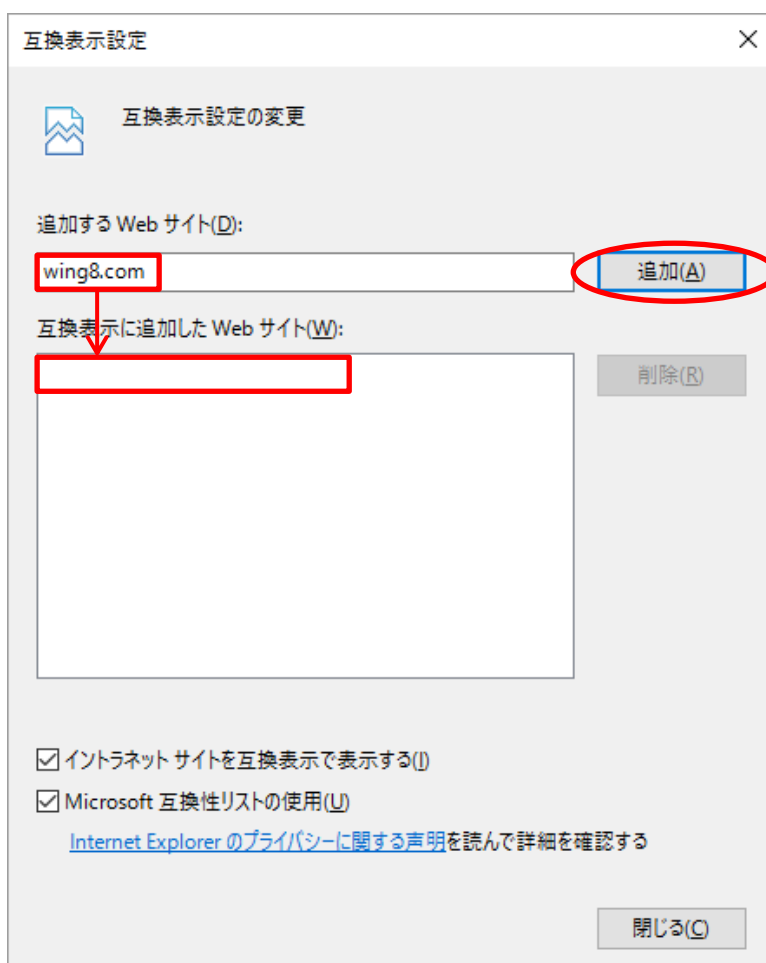 互換表示設定
互換表示設定の変更
追加する Web サイト(D):
wing8.com
追加(A)
互換表示に追加した Web サイト(W):
削除(R)
イントラネット サイトを互換表示で表示する(I)
Microsoft 互換性リストの使用(U)
Internet Explorer のプライバシーに関する声明を読んで詳細を確認する
閉じる(C)